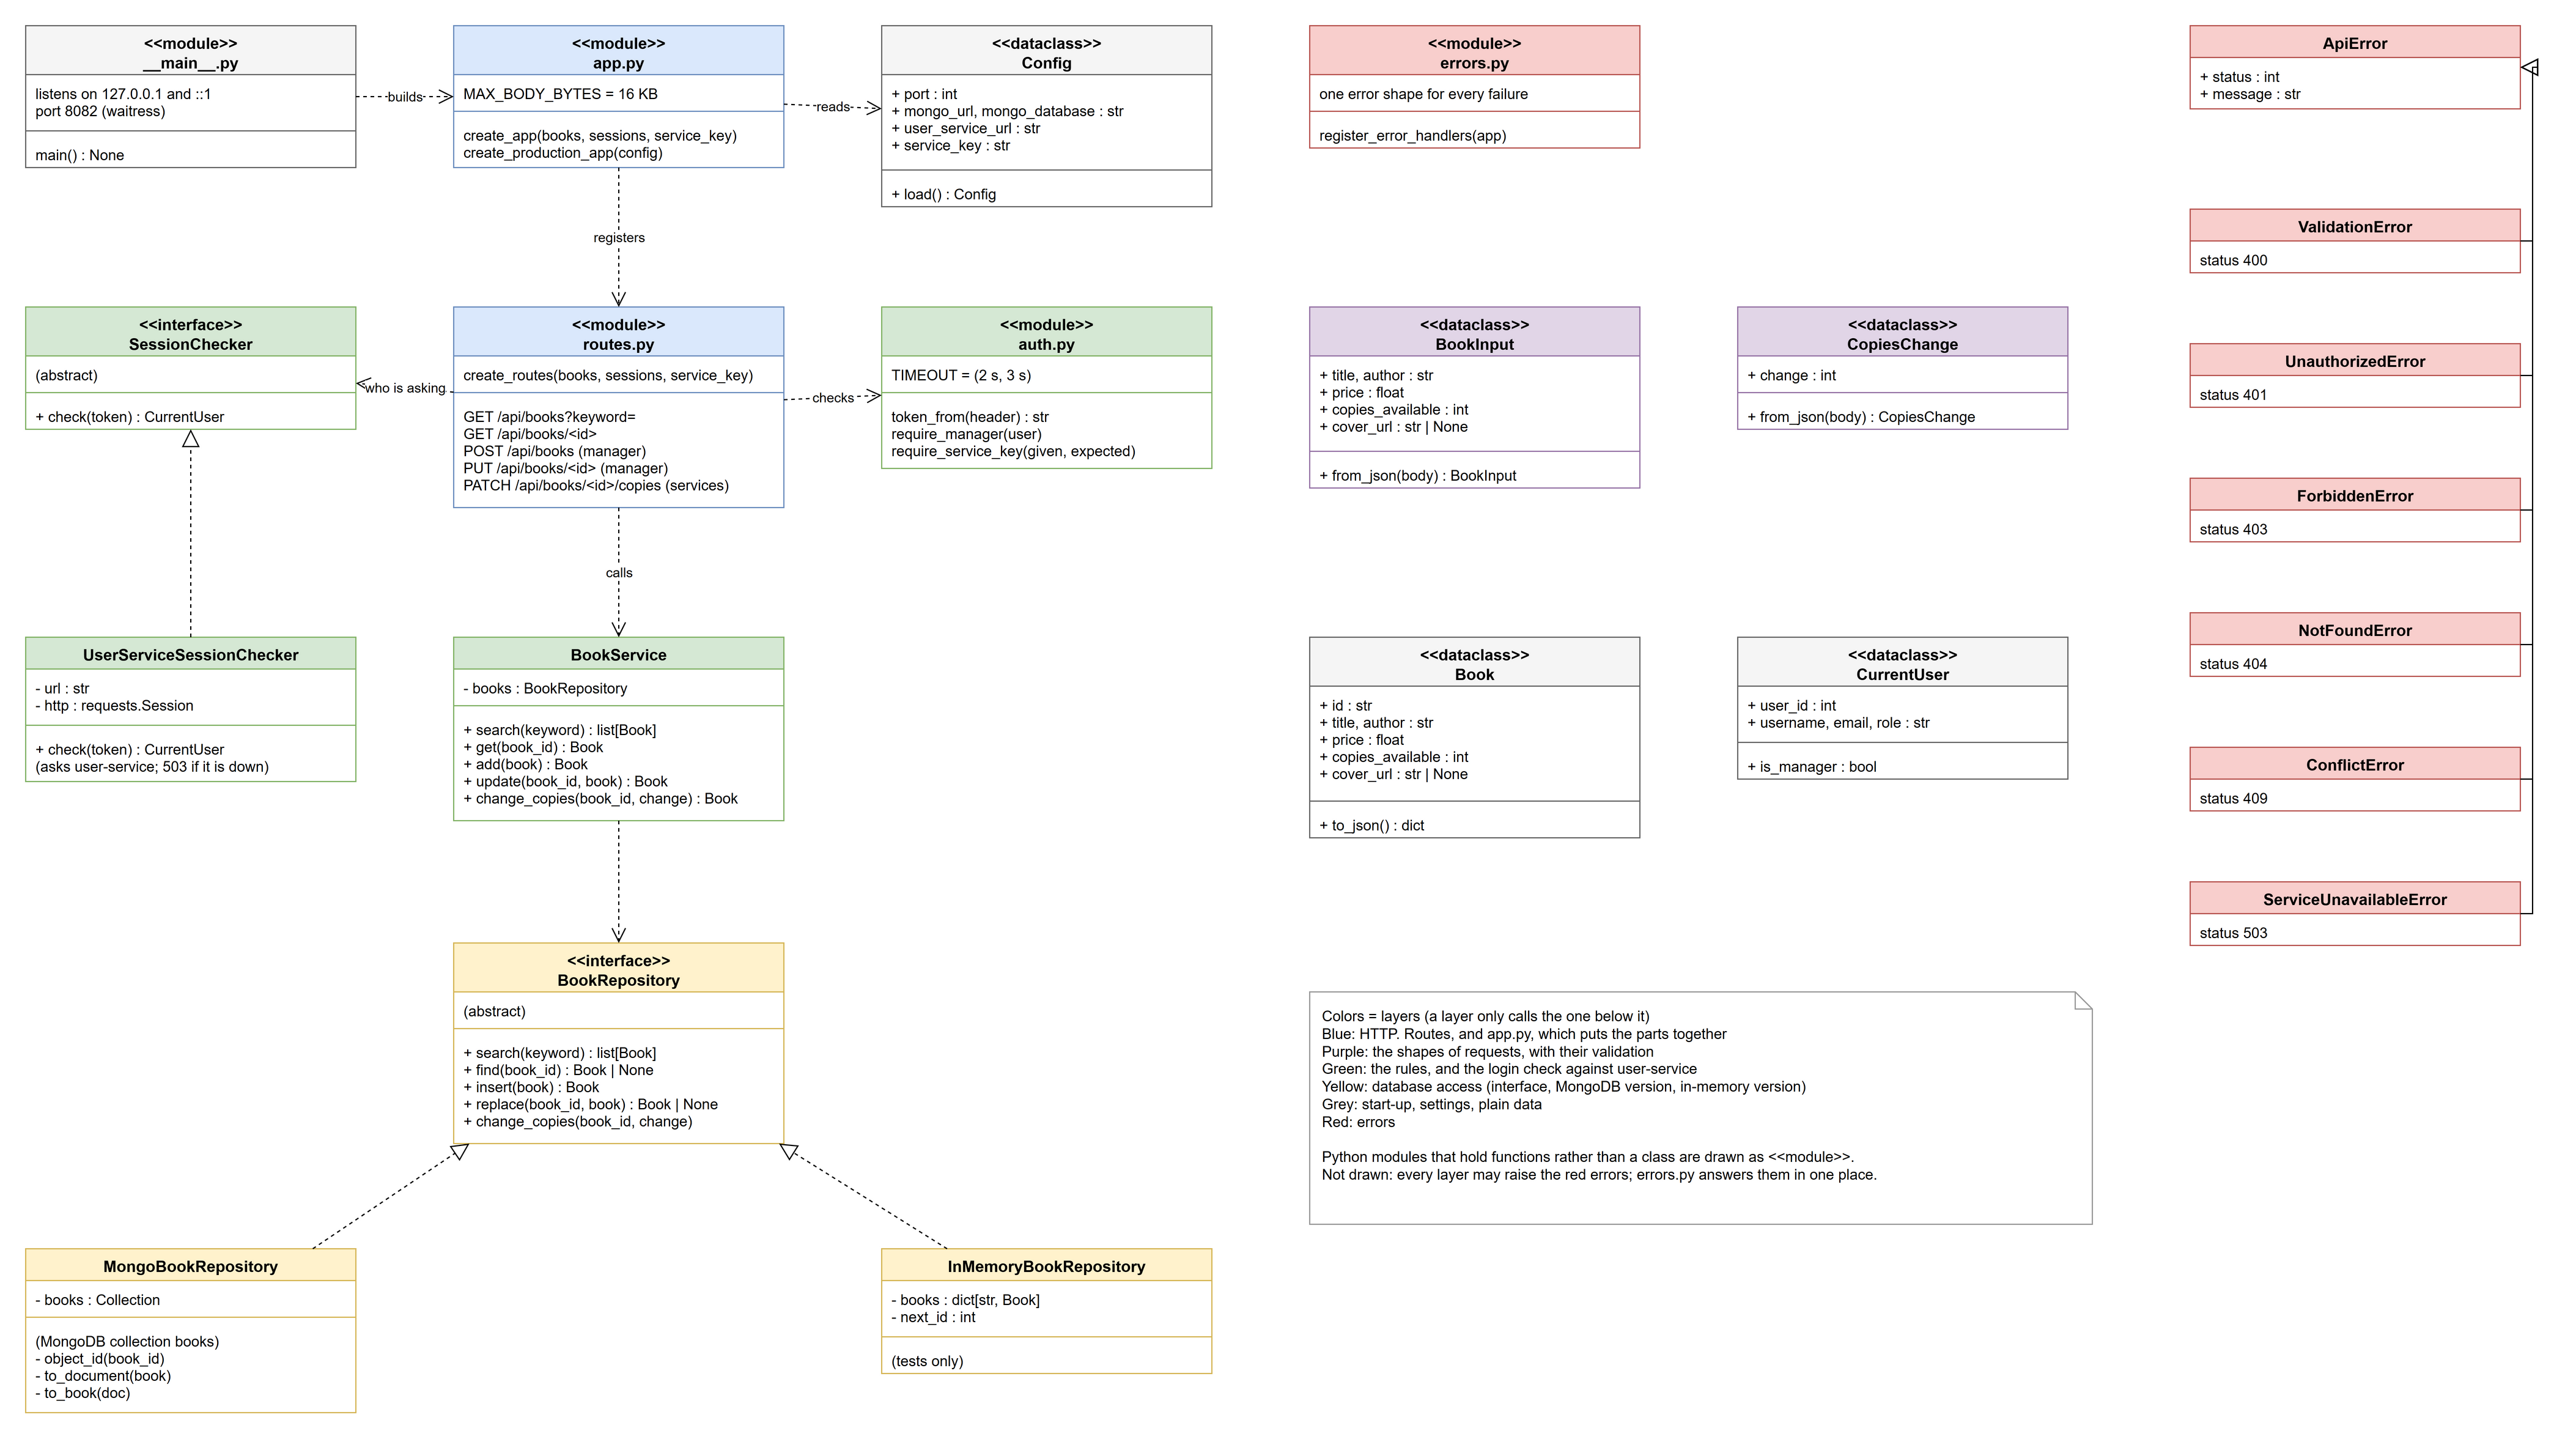 <<module>>
__main__.py
listens on 127.0.0.1 and ::1
port 8082 (waitress)
main() : None
builds
<<module>>
app.py
MAX_BODY_BYTES = 16 KB
create_app(books, sessions, service_key)
create_production_app(config)
reads
<<dataclass>>
Config
+ port : int
+ mongo_url, mongo_database : str
+ user_service_url : str
+ service_key : str
+ load() : Config
<<module>>
errors.py
one error shape for every failure
register_error_handlers(app)
ApiError
+ status : int
+ message : str
registers
ValidationError
status 400
<<interface>>
SessionChecker
(abstract)
+ check(token) : CurrentUser
who is asking
<<module>>
routes.py
create_routes(books, sessions, service_key)
GET /api/books?keyword=
GET /api/books/<id>
POST /api/books (manager)
PUT /api/books/<id> (manager)
PATCH /api/books/<id>/copies (services)
checks
<<module>>
auth.py
TIMEOUT = (2 s, 3 s)
token_from(header) : str
require_manager(user)
require_service_key(given, expected)
<<dataclass>>
BookInput
+ title, author : str
+ price : float
+ copies_available : int
+ cover_url : str | None
+ from_json(body) : BookInput
<<dataclass>>
CopiesChange
+ change : int
+ from_json(body) : CopiesChange
UnauthorizedError
status 401
ForbiddenError
status 403
calls
UserServiceSessionChecker
- url : str
- http : requests.Session
+ check(token) : CurrentUser
(asks user-service; 503 if it is down)
BookService
- books : BookRepository
+ search(keyword) : list[Book]
+ get(book_id) : Book
+ add(book) : Book
+ update(book_id, book) : Book
+ change_copies(book_id, change) : Book
<<dataclass>>
Book
+ id : str
+ title, author : str
+ price : float
+ copies_available : int
+ cover_url : str | None
+ to_json() : dict
<<dataclass>>
CurrentUser
+ user_id : int
+ username, email, role : str
+ is_manager : bool
NotFoundError
status 404
ConflictError
status 409
ServiceUnavailableError
status 503
<<interface>>
BookRepository
(abstract)
+ search(keyword) : list[Book]
+ find(book_id) : Book | None
+ insert(book) : Book
+ replace(book_id, book) : Book | None
+ change_copies(book_id, change)
Colors = layers (a layer only calls the one below it)
Blue: HTTP. Routes, and app.py, which puts the parts together
Purple: the shapes of requests, with their validation
Green: the rules, and the login check against user-service
Yellow: database access (interface, MongoDB version, in-memory version)
Grey: start-up, settings, plain data
Red: errors
Python modules that hold functions rather than a class are drawn as <<module>>.
Not drawn: every layer may raise the red errors; errors.py answers them in one place.
MongoBookRepository
- books : Collection
(MongoDB collection books)
- object_id(book_id)
- to_document(book)
- to_book(doc)
InMemoryBookRepository
- books : dict[str, Book]
- next_id : int
(tests only)